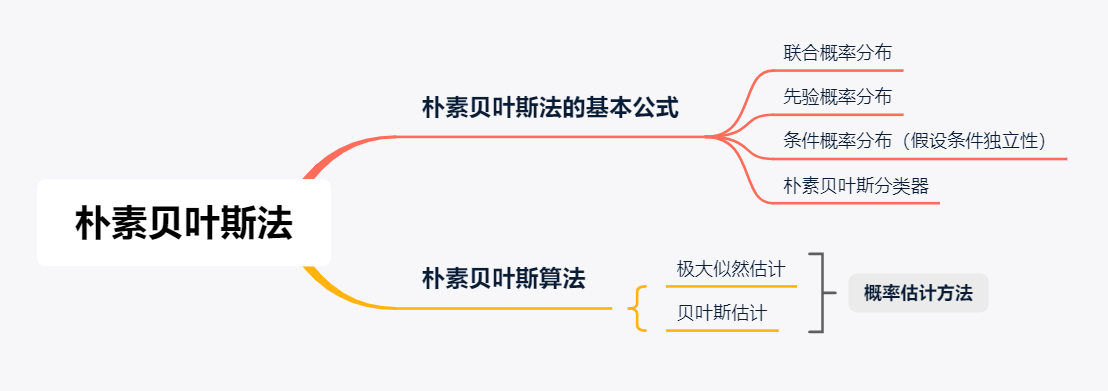 朴素贝叶斯法
朴素贝叶斯法的基本公式
联合概率分布
先验概率分布
条件概率分布（假设条件独立性）
朴素贝叶斯分类器
朴素贝叶斯算法
极大似然估计
贝叶斯估计
概率估计方法